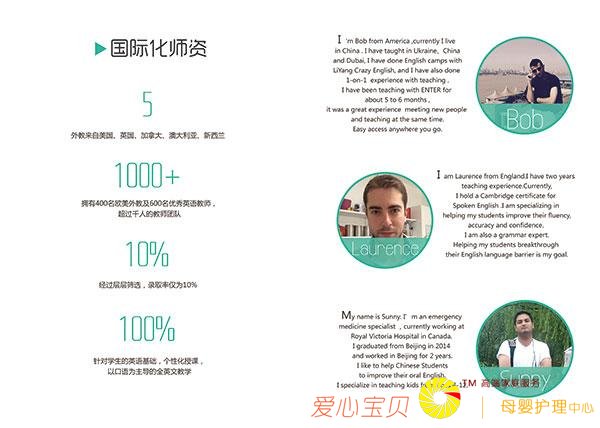 国际化师资
5
外教来自美国、英国、加拿大、澳大利亚、新西兰
1000+
拥有400名欧美外教及600名优秀英语教师，
超过千人的教师团队
10%
经过层层筛选，录取率仅为10%
100%
针对学生的英语基础，个性化授课，
以口语为主导的全英文教学
I 'm Bob from America ,currently I live
in China . I have taught in Ukraine, China
and Dubai, I have done English camps with
LiYang Crazy English, and I have also done
1-on-1 experience with teaching .
I have been teaching with ENTER for
about 5 to 6 months ,
it was a great experience meeting new people
and teaching at the same time.
Easy access anywhere you go.
Bob
I am Laurence from England.I have two years
teaching experience.Currently,
I hold a Cambridge certificate for
Spoken English .I am specializing in
helping my students improve their fluency,
accuracy and confidence.
I am also a grammar expert.
Helping my students breakthrough
their English language barrier is my goal.
Laurence
My name is Sunny. I'm an emergency
medicine specialist , currently working at
Royal Victoria Hospital in Canada.
I graduated from Beijing in 2014
and worked in Beijing for 2 years.
I like to help Chinese Students
to improve their oral English.
I specialize in teaching kids
Sunny
爱心宝贝
TM 高端家庭服务
母婴护理中心